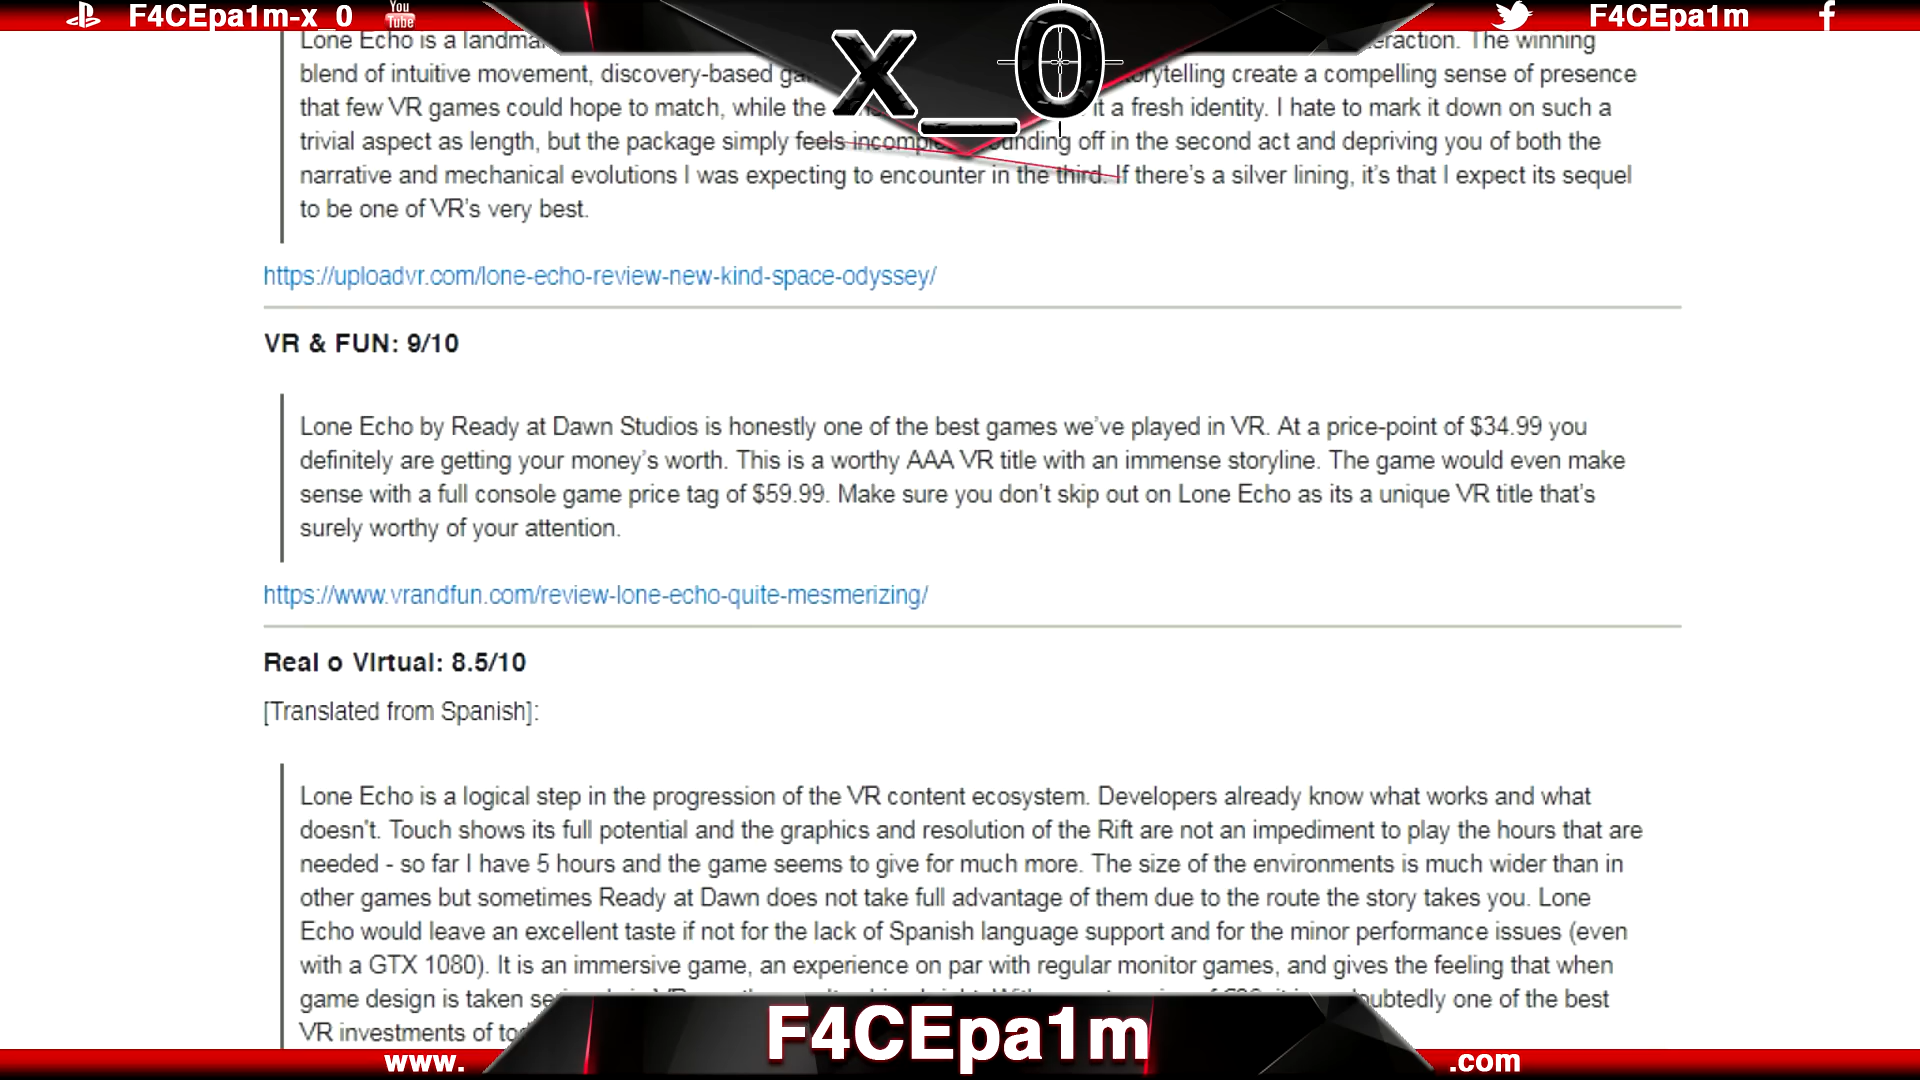 F4CEpa1m-x_0 You Tube F4CEpa1m f
x_0
Lone Echo is a eraction. The winning
blend of intuitive movement, discovery-based create a compelling sense of presence
that few VR games could hope to match, while the it a fresh identity. I hate to mark it down on such a
trivial aspect as length, but the package simply feels off in the second act and depriving you of both the
narrative and mechanical evolutions I was expecting to encounter in the third. If there's a silver lining, it's that I expect its sequel
to be one of VR's very best.
https://uploadvr.com/lone-echo-review-new-kind-space-odyssey/
VR & FUN: 9/10
Lone Echo by Ready at Dawn Studios is honestly one of the best games we've played in VR. At a price-point of $34.99 you
definitely are getting your money's worth. This is a worthy AAA VR title with an immense storyline. The game would even make
sense with a full console game price tag of $59.99. Make sure you don't skip out on Lone Echo as its a unique VR title that's
surely worthy of your attention.
https://www.vrandfun.com/review-lone-echo-quite-mesmerizing/
Real o Virtual: 8.5/10
[Translated from Spanish]:
Lone Echo is a logical step in the progression of the VR content ecosystem. Developers already know what works and what
doesn't. Touch shows its full potential and the graphics and resolution of the Rift are not an impediment to play the hours that are
needed - so far I have 5 hours and the game seems to give for much more. The size of the environments is much wider than in
other games but sometimes Ready at Dawn does not take full advantage of them due to the route the story takes you. Lone
Echo would leave an excellent taste if not for the lack of Spanish language support and for the minor performance issues (even
with a GTX 1080). It is an immersive game, an experience on par with regular monitor games, and gives the feeling that when
game design is taken one of the best
VR investments of
F4CEpa1m
www. .com